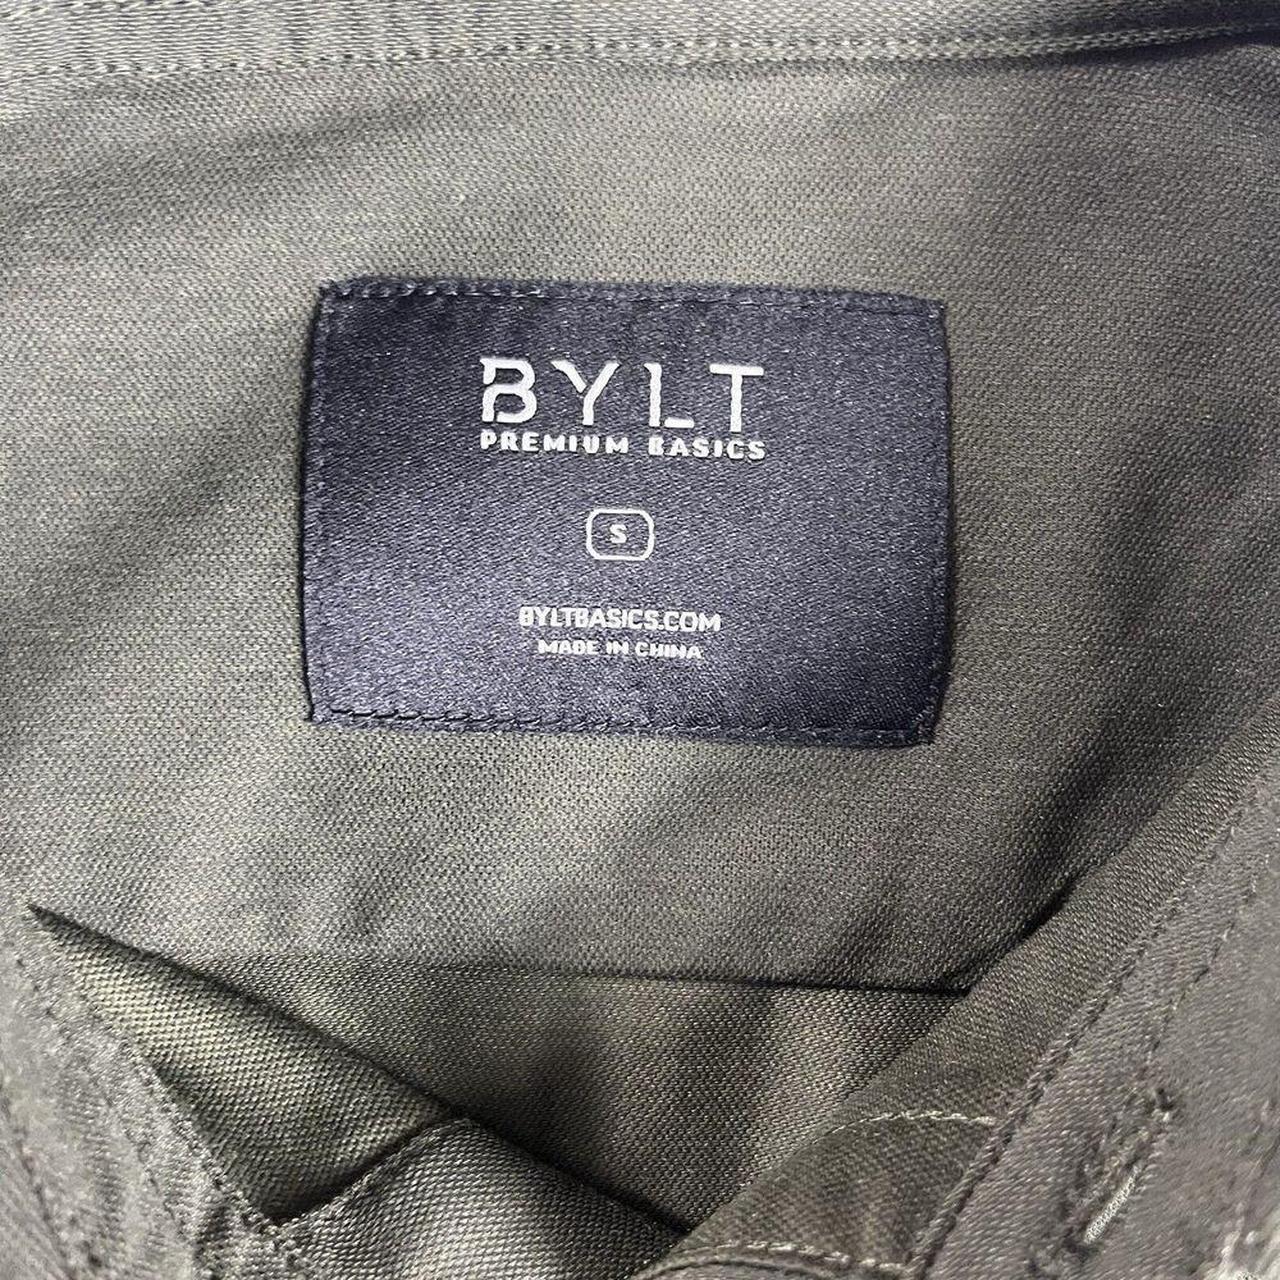 BYLT
PREMIUM BASICS
S
BYLTBASICS.COM
MADE IN CHINA